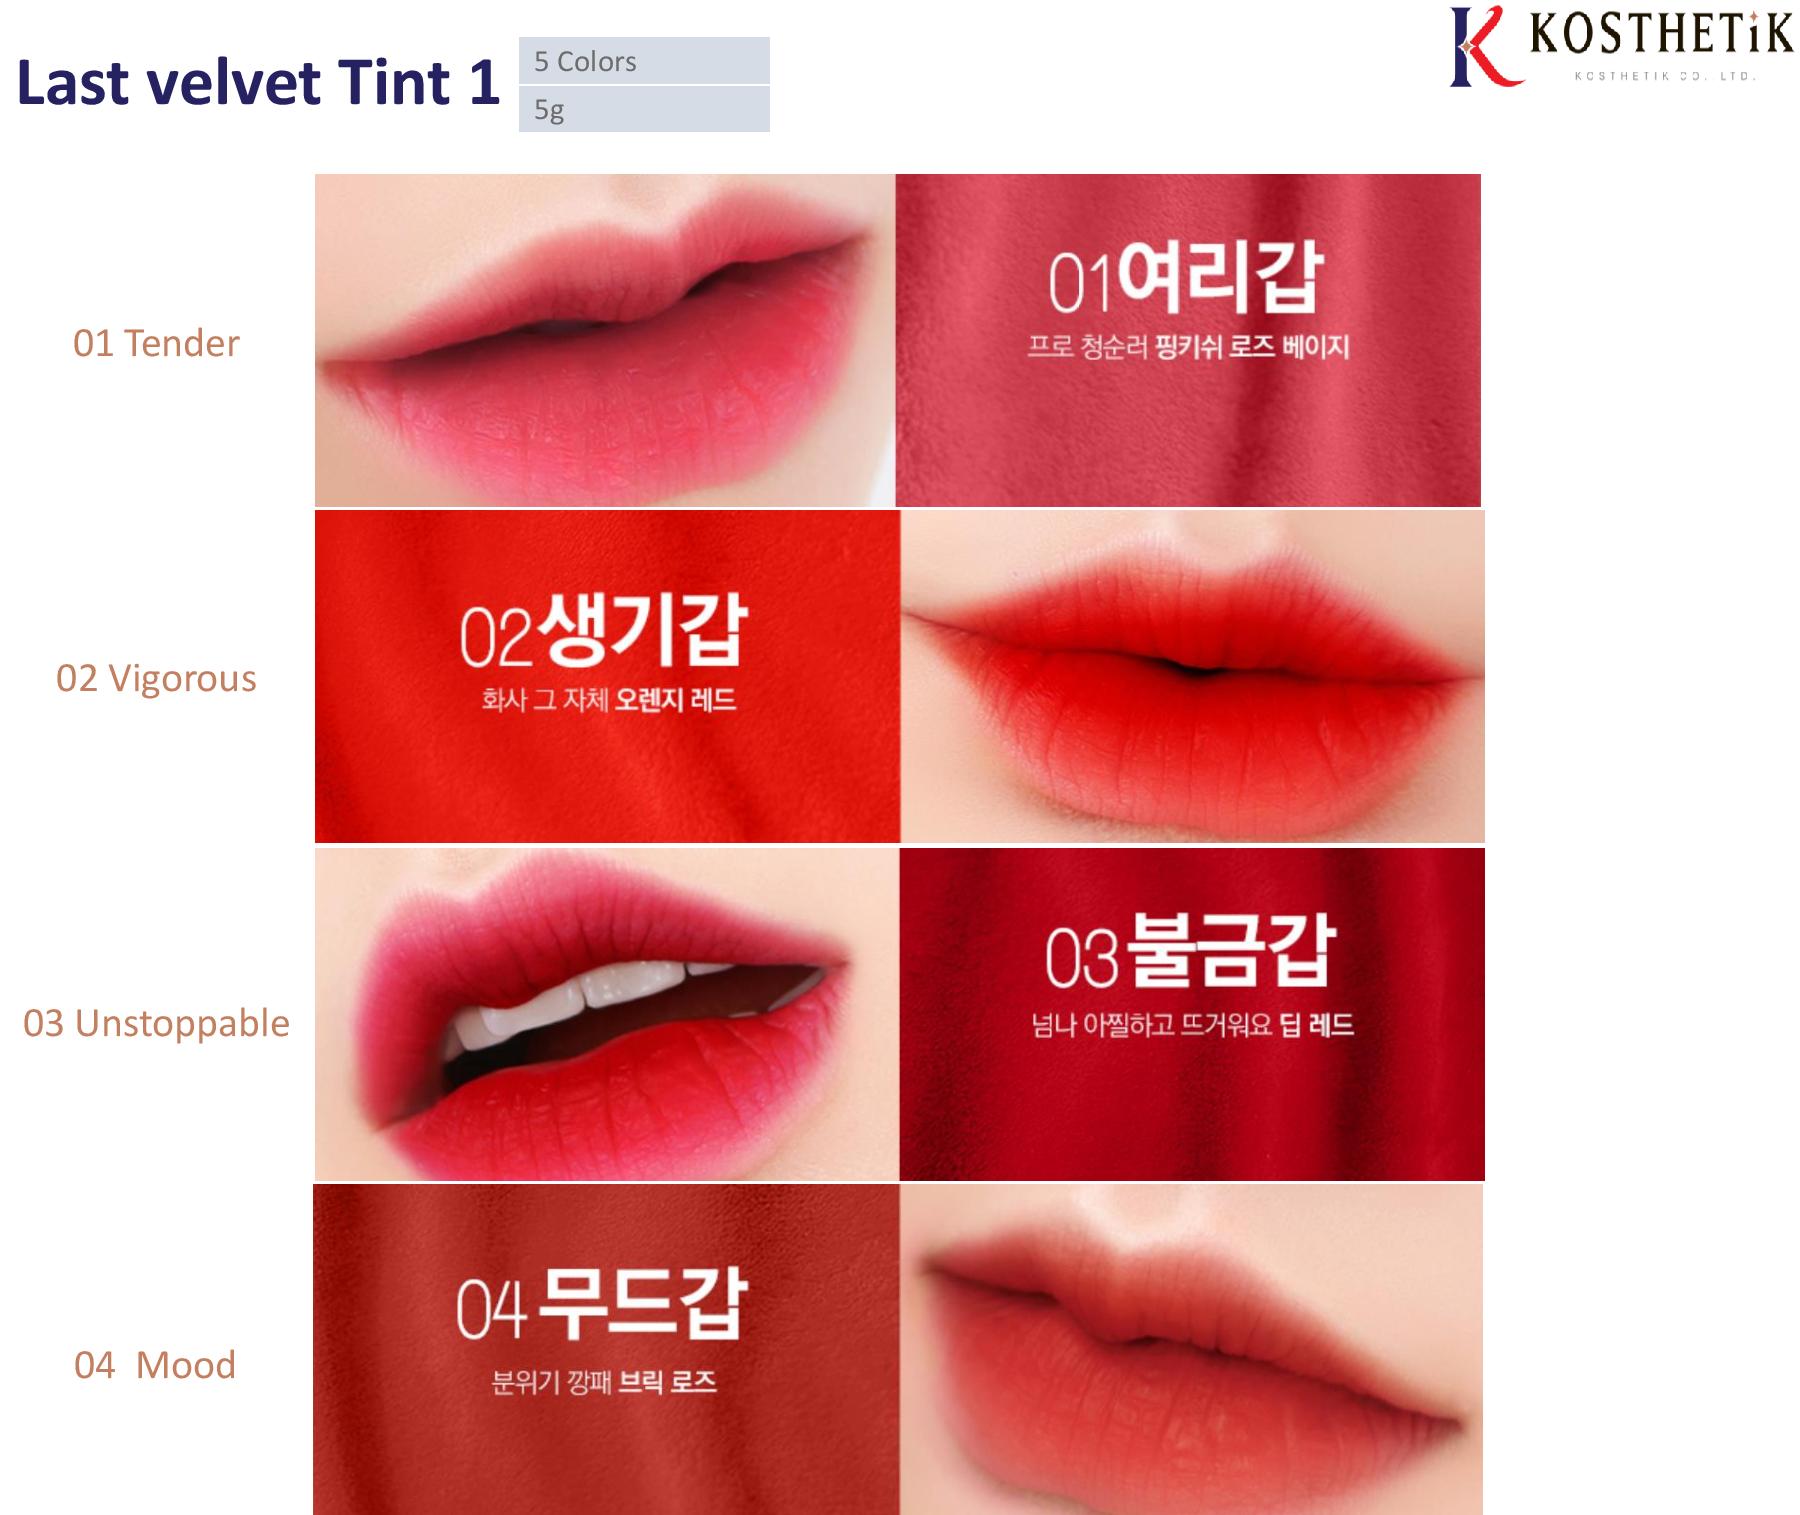 Last velvet Tint 1
5 Colors
5g
KOSTHETiK
KOSTHETIK CO. LTD.
01 Tender
01여리갑
프로 청순러 핑키쉬 로즈 베이지
02 Vigorous
02생기갑
화사 그 자체 오렌지 레드
03 Unstoppable
03불금갑
넘나 아찔하고 뜨거워요 딥 레드
04 Mood
04 무드갑
분위기 깡패 브릭 로즈